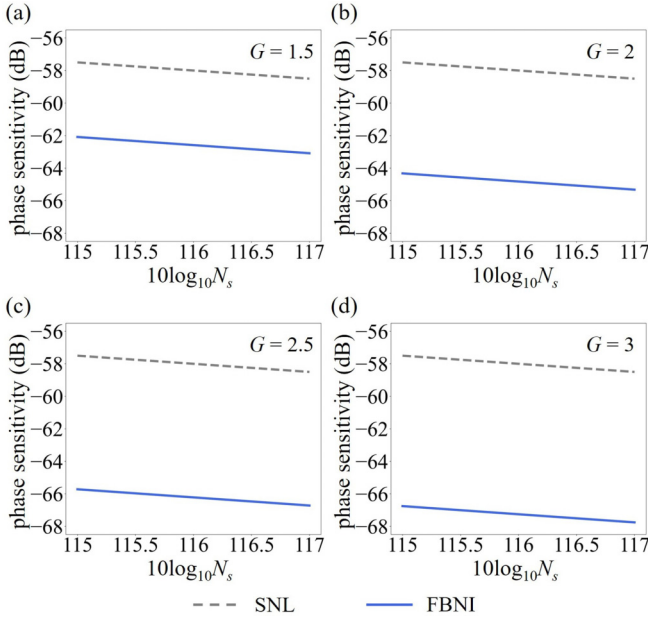 (a)
phase sensitivity (dB)
−56
−58
−60
−62
−64
−66
−68
G = 1.5
115 115.5 116 116.5 117
10log₁₀Nₛ
(b)
phase sensitivity (dB)
−56
−58
−60
−62
−64
−66
−68
G = 2
115 115.5 116 116.5 117
10log₁₀Nₛ
(c)
phase sensitivity (dB)
−56
−58
−60
−62
−64
−66
−68
G = 2.5
115 115.5 116 116.5 117
10log₁₀Nₛ
(d)
phase sensitivity (dB)
−56
−58
−60
−62
−64
−66
−68
G = 3
115 115.5 116 116.5 117
10log₁₀Nₛ
SNL FBNI